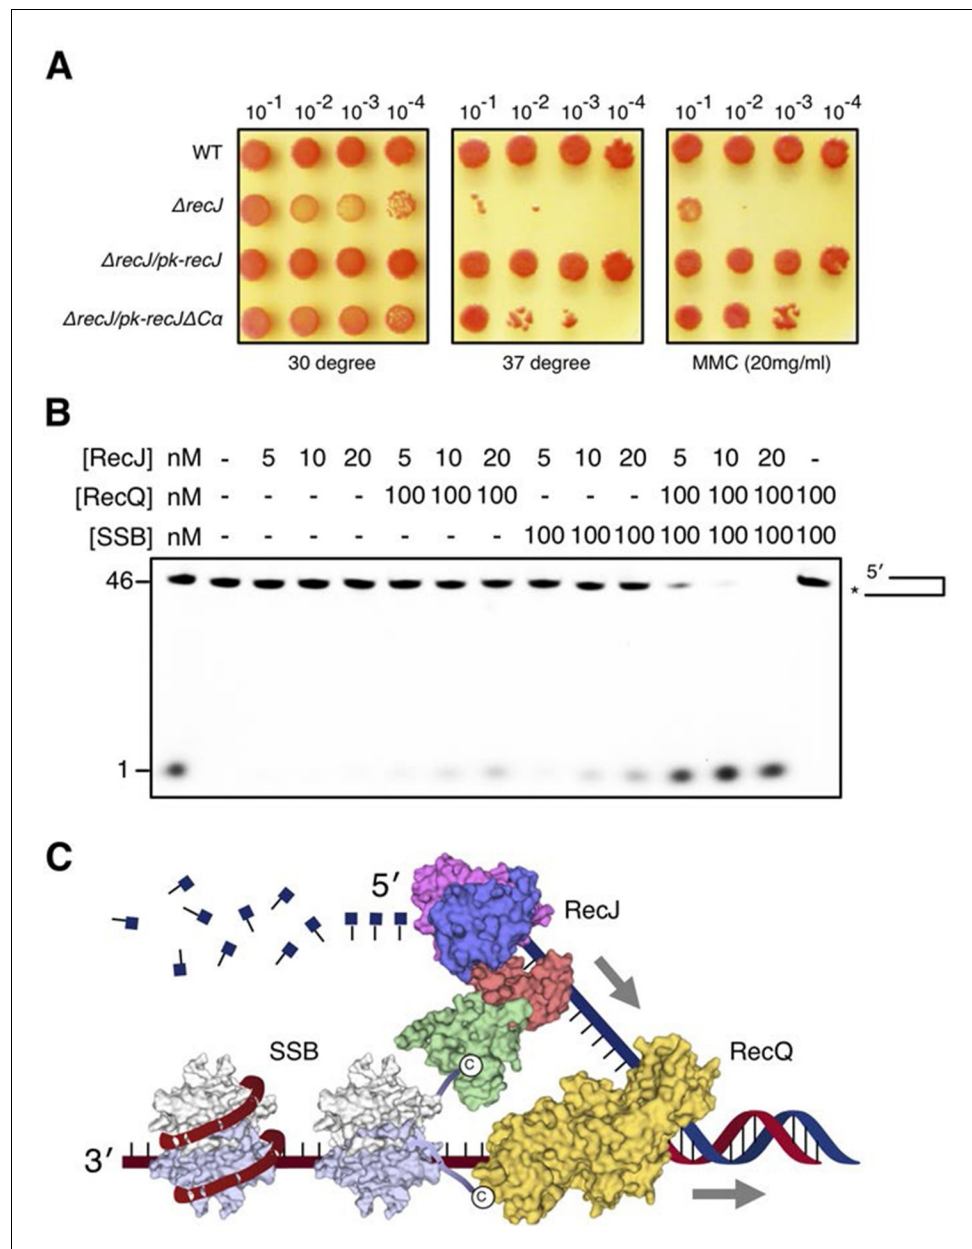 A
10-1 10-2 10-3 10-4 10-1 10-2 10-3 10-4 10-1 10-2 10-3 10-4
WT
ΔrecJ
ΔrecJ/pk-recJ
ΔrecJ/pk-recJΔCα
30 degree 37 degree MMC (20mg/ml)
B
[RecJ] nM - 5 10 20 5 10 20 5 10 20 5 10 20 -
[RecQ] nM - - - - 100 100 100 - - - 100 100 100 100
[SSB] nM - - - - - - - 100 100 100 100 100 100 100
46
5′
*
1
C
5′
RecJ
SSB
RecQ
C
3′
C